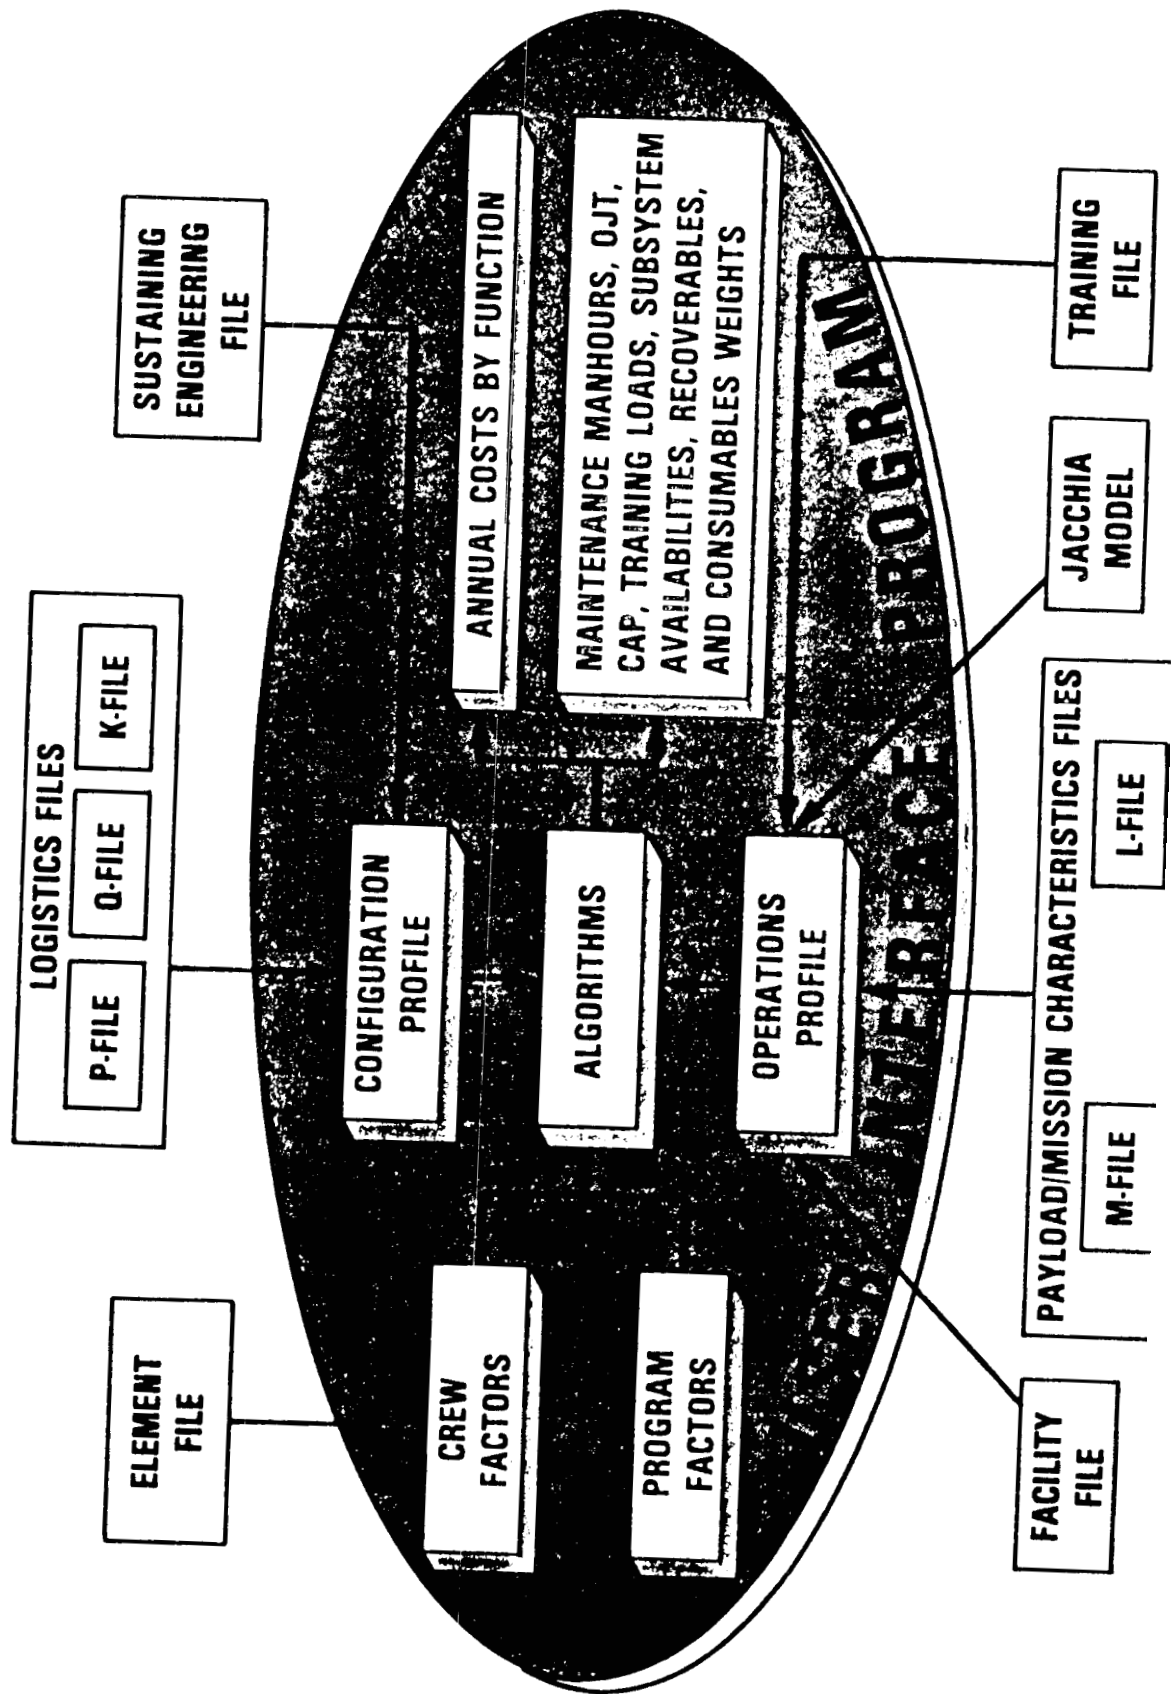 ELEMENT
FILE
LOGISTICS FILES
P-FILE
Q-FILE
K-FILE
SUSTAINING
ENGINEERING
FILE
CREW
FACTORS
PROGRAM
FACTORS
CONFIGURATION
PROFILE
ALGORITHMS
OPERATIONS
PROFILE
ANNUAL COSTS BY FUNCTION
MAINTENANCE MANHOURS, OJT,
CAP, TRAINING LOADS, SUBSYSTEM
AVAILABILITIES, RECOVERABLES,
AND CONSUMABLES WEIGHTS
USER INTERFACE PROGRAM
FACILITY
FILE
PAYLOAD/MISSION CHARACTERISTICS FILES
M-FILE
L-FILE
JACCHIA
MODEL
TRAINING
FILE